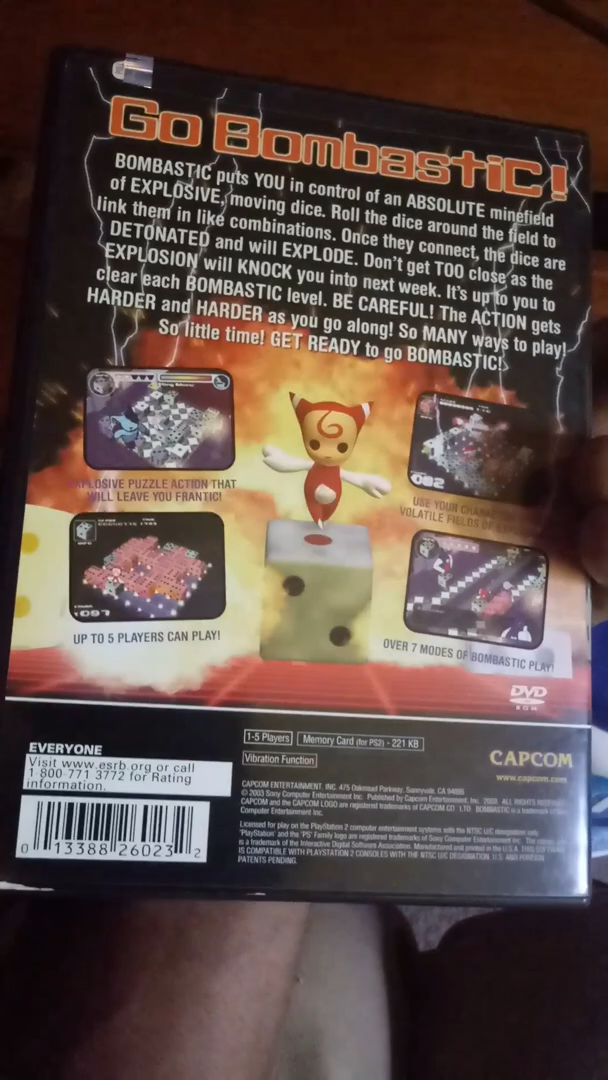 Go Bombastic!
BOMBASTIC puts YOU in control of an ABSOLUTE minefield
of EXPLOSIVE, moving dice. Roll the dice around the field to
link them in like combinations. Once they connect, the dice are
DETONATED and will EXPLODE. Don't get TOO close as the
EXPLOSION will KNOCK you into next week. It's up to you to
clear each BOMBASTIC level. BE CAREFUL! The ACTION gets
HARDER and HARDER as you go along! So MANY ways to play!
So little time! GET READY to go BOMBASTIC!
EXPLOSIVE PUZZLE ACTION THAT
WILL LEAVE YOU FRANTIC!
082
USE YOUR
VOLATILE FIELDS OF
097
UP TO 5 PLAYERS CAN PLAY!
OVER 7 MODES OF BOMBASTIC PLAY!
DVD
ROM
1-5 Players
Memory Card (for PS2) - 221 KB
Vibration Function
EVERYONE
Visit www.esrb.org or call
1-800-771-3772 for Rating
information.
0 13388 26023 2
CAPCOM
www.capcom.com
CAPCOM ENTERTAINMENT, INC. 475 Oakmead Parkway, Sunnyvale, CA 94085
© 2003 Sony Computer Entertainment Inc. Published by Capcom Entertainment, Inc. 2003. ALL RIGHTS
CAPCOM and the CAPCOM LOGO are registered trademarks of CAPCOM CO. LTD. BOMBASTIC is a trademark
Computer Entertainment Inc.
Licensed for play on the PlayStation 2 computer entertainment systems with the NTSC U/C designation only.
"PlayStation" and the "PS" Family logo are registered trademarks of Sony Computer Entertainment Inc. The
is a trademark of the Interactive Digital Software Association. Manufactured and printed in the U.S.A. THIS
IS COMPATIBLE WITH PLAYSTATION 2 CONSOLES WITH THE NTSC U/C DESIGNATION. U.S. AND FOREIGN
PATENTS PENDING.